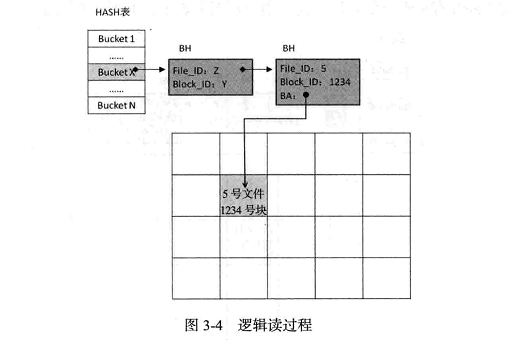 HASH表
Bucket 1
......
Bucket X
......
Bucket N
BH
File_ID：Z
Block_ID：Y
BH
File_ID：5
Block_ID：1234
BA：
5 号文件
1234 号块
图 3-4 逻辑读过程